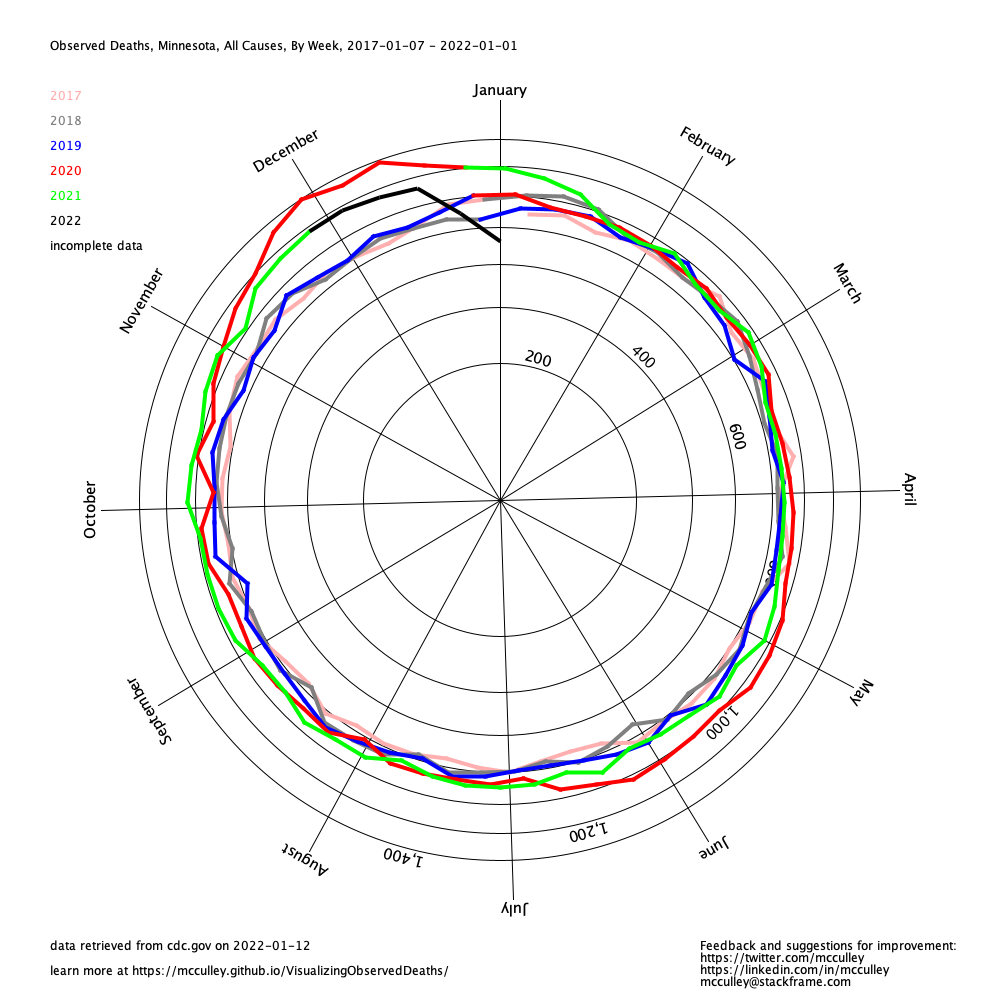 Observed Deaths, Minnesota, All Causes, By Week, 2017-01-07 - 2022-01-01
January
2017
2018
2019
2020
2021
2022
incomplete data
December
February
November
March
200
400
600
October
April
September
May
1,000
1,200
1,400
August
June
July
data retrieved from cdc.gov on 2022-01-12
learn more at https://mcculley.github.io/VisualizingObservedDeaths/
Feedback and suggestions for improvement:
https://twitter.com/mcculley
https://linkedin.com/in/mcculley
mcculley@stackframe.com